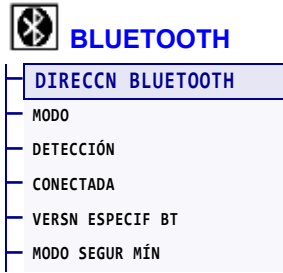 BLUETOOTH
DIRECCN BLUETOOTH
MODO
DETECCIÓN
CONECTADA
VERSN ESPECIF BT
MODO SEGUR MÍN